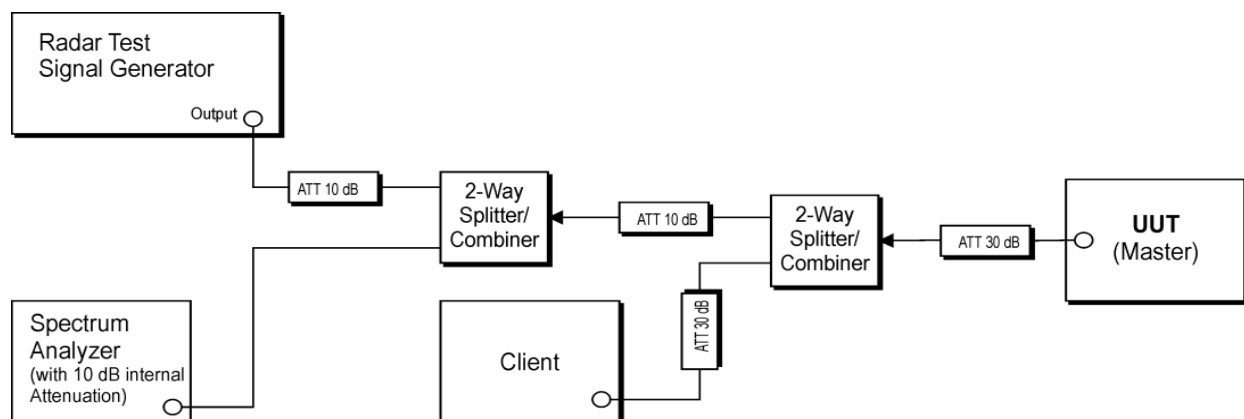 Radar Test
Signal Generator
Output
ATT 10 dB
2-Way
Splitter/
Combiner
ATT 10 dB
2-Way
Splitter/
Combiner
ATT 30 dB
UUT
(Master)
Spectrum
Analyzer
(with 10 dB internal
Attenuation)
Client
ATT 30 dB